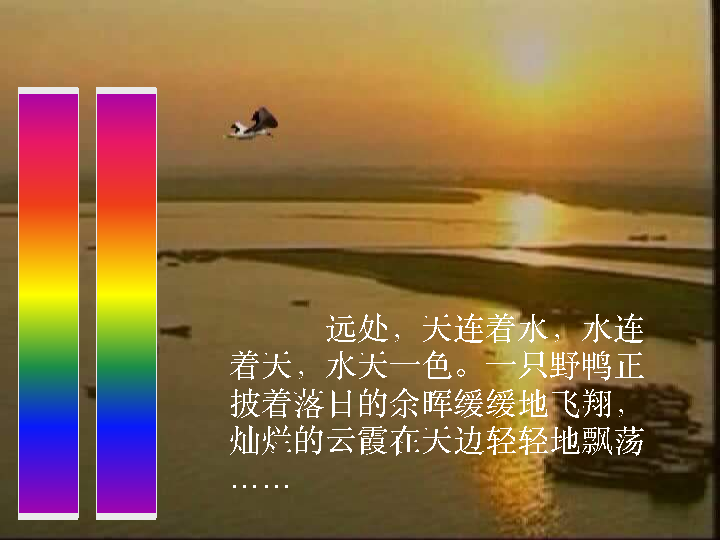 远处，天连着水，水连
着天，水天一色。一只野鸭正
披着落日的余晖缓缓地飞翔，
灿烂的云霞在天边轻轻地飘荡
……